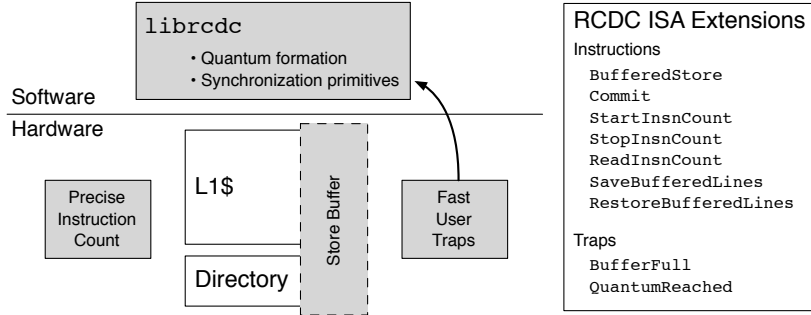 librcdc
• Quantum formation
• Synchronization primitives
Software
Hardware
L1$
Directory
Store Buffer
Precise
Instruction
Count
Fast
User
Traps
RCDC ISA Extensions
Instructions
BufferedStore
Commit
StartInsnCount
StopInsnCount
ReadInsnCount
SaveBufferedLines
RestoreBufferedLines
Traps
BufferFull
QuantumReached